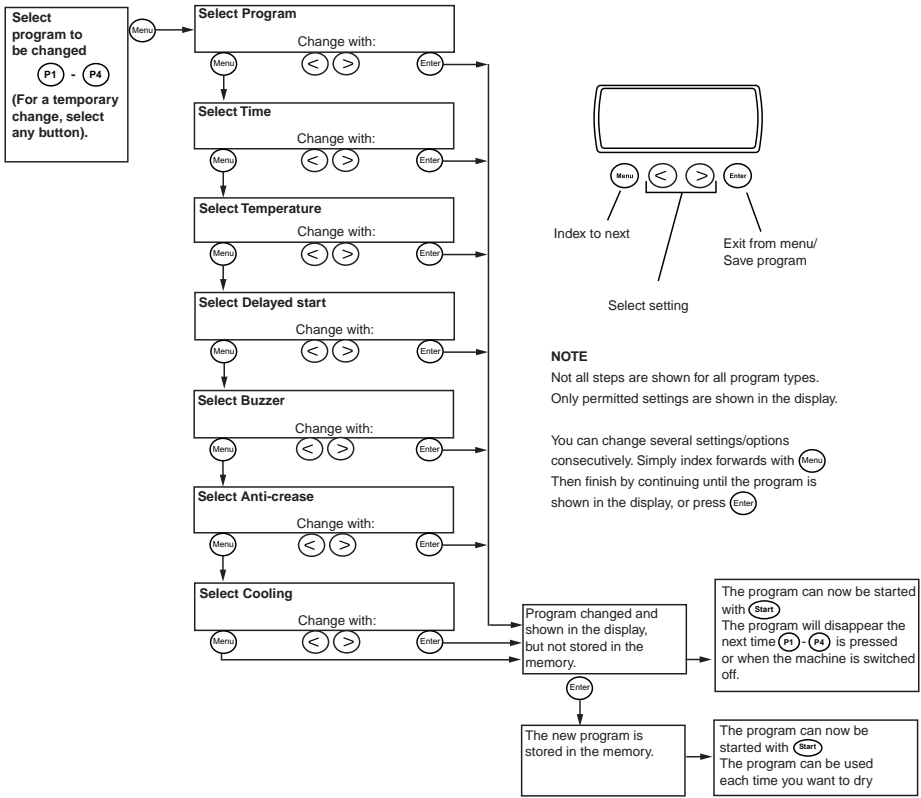 Select
program to
be changed
P1 - P4
(For a temporary
change, select
any button).
Menu
Select Program
Change with:
Menu < > Enter
Select Time
Change with:
Menu < > Enter
Select Temperature
Change with:
Menu < > Enter
Select Delayed start
Change with:
Menu < > Enter
Select Buzzer
Change with:
Menu < > Enter
Select Anti-crease
Change with:
Menu < > Enter
Select Cooling
Change with:
Menu < > Enter
Menu < > Enter
Index to next
Exit from menu/
Save program
Select setting
NOTE
Not all steps are shown for all program types.
Only permitted settings are shown in the display.
You can change several settings/options
consecutively. Simply index forwards with Menu
Then finish by continuing until the program is
shown in the display, or press Enter
Program changed and
shown in the display,
but not stored in the
memory.
The program can now be started
with Start
The program will disappear the
next time P1 - P4 is pressed
or when the machine is switched
off.
Enter
The new program is
stored in the memory.
The program can now be
started with Start
The program can be used
each time you want to dry